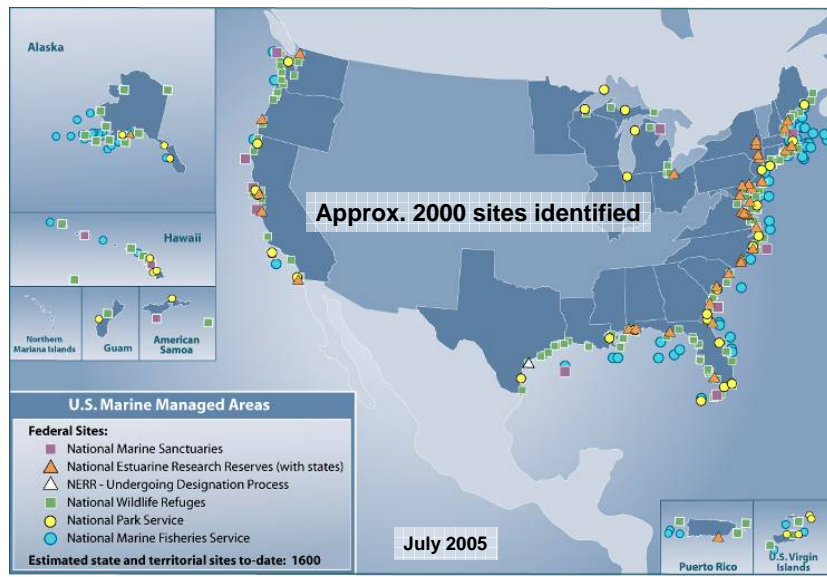 Alaska
Hawaii
Northern
Mariana Islands
Guam
American
Samoa
Approx. 2000 sites identified
U.S. Marine Managed Areas
Federal Sites:
National Marine Sanctuaries
National Estuarine Research Reserves (with states)
NERR - Undergoing Designation Process
National Wildlife Refuges
National Park Service
National Marine Fisheries Service
Estimated state and territorial sites to-date: 1600
July 2005
Puerto Rico
U.S. Virgin
Islands